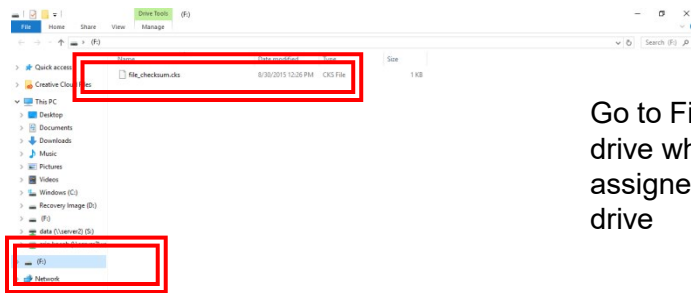 Drive Tools (F:)
File Home Share View Manage
(F:)
Search (F:)
Name Date modified Type Size
file_checksum.cks 8/30/2015 12:26 PM CKS File 1 KB
Quick access
Creative Cloud Files
This PC
Desktop
Documents
Downloads
Music
Pictures
Videos
Windows (C:)
Recovery Image (D:)
(F:)
data (\\server2) (S:)
(F:)
Network
Go to Fi
drive wh
assigne
drive